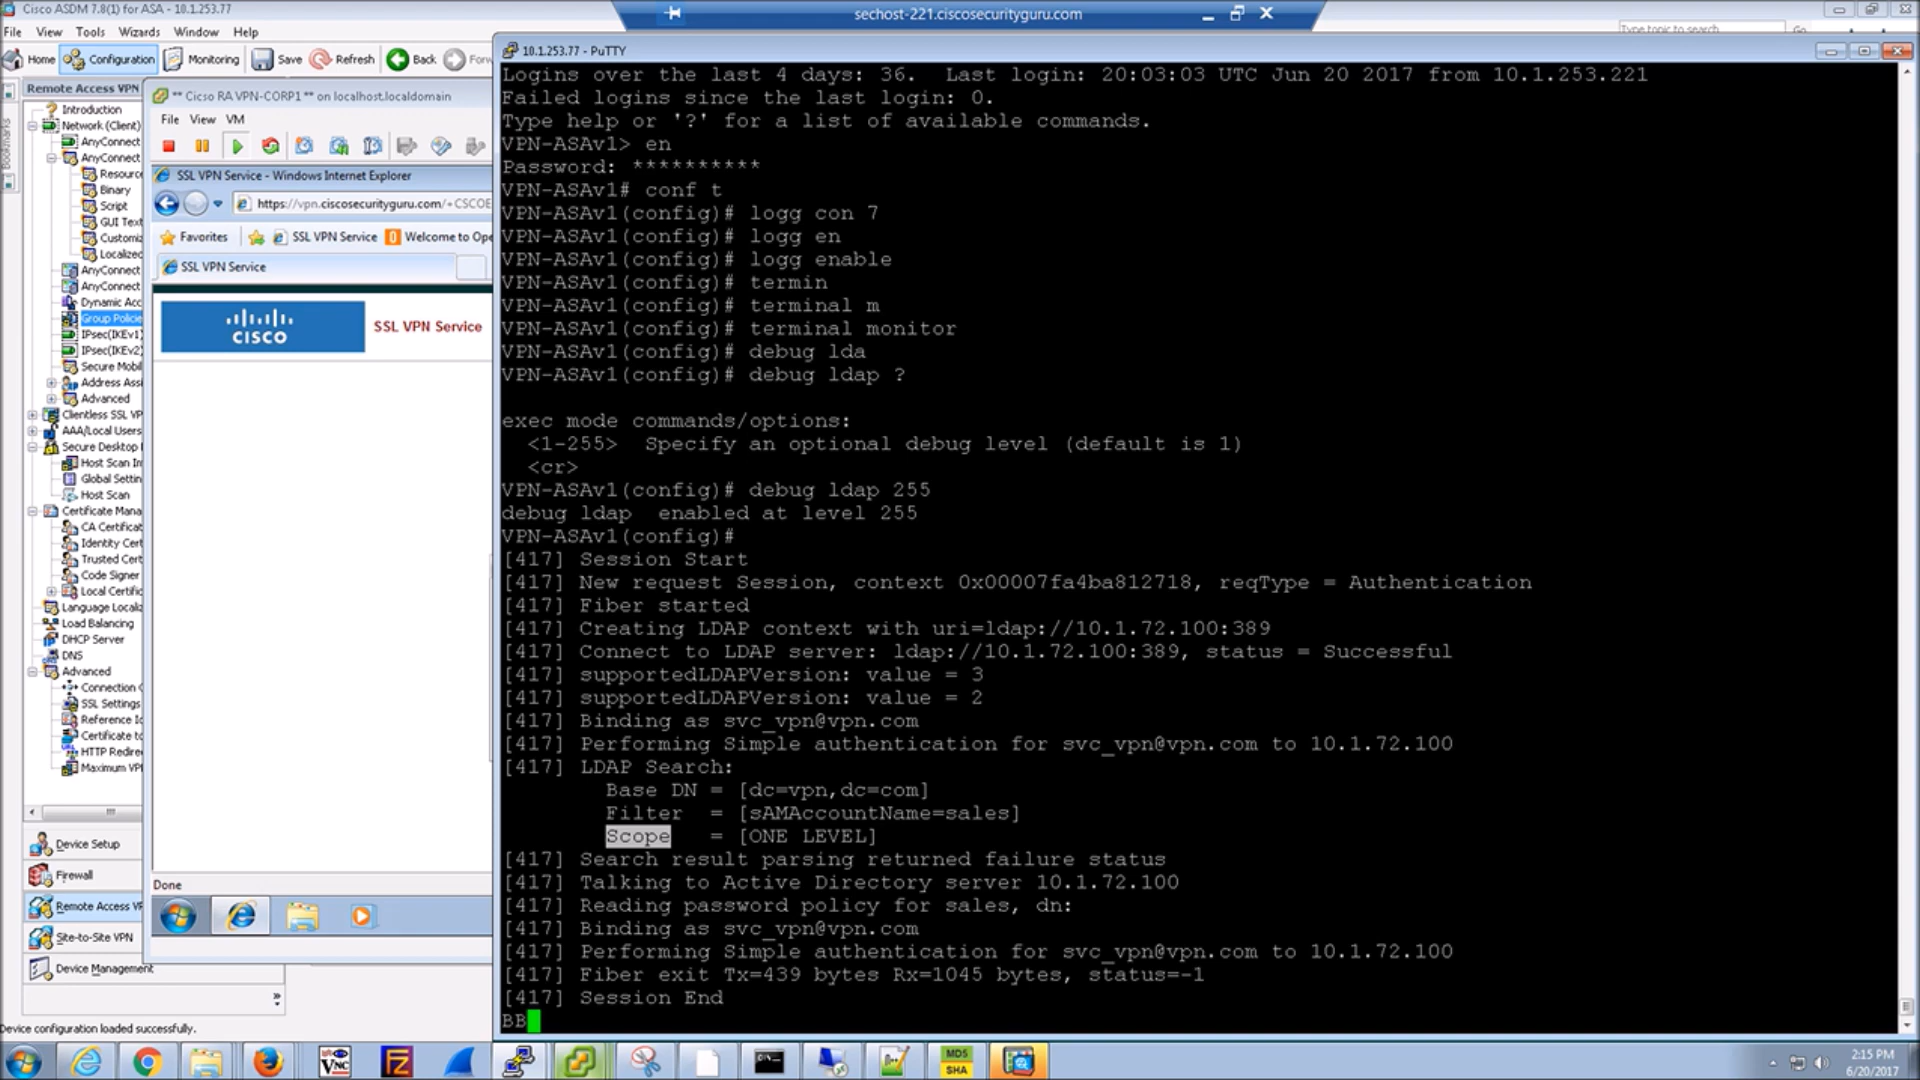 Cisco ASDM 7.8(1) for ASA - 10.1.253.77
sechost-221.ciscosecurityguru.com
File View Tools Wizards Window Help
Type topic to search Go
Home Configuration Monitoring Save Refresh Back Forw
Bookmarks
Remote Access VPN
Introduction
Network (Client)
AnyConnect
AnyConnect
Resource
Binary
Script
GUI Text
Customiz
Localized
AnyConnect
AnyConnect
Dynamic Acc
Group Policie
IPsec(IKEv1)
IPsec(IKEv2)
Secure Mobil
Address Assi
Advanced
Clientless SSL VP
AAA/Local Users
Secure Desktop
Host Scan Im
Global Settin
Host Scan
Certificate Mana
CA Certificat
Identity Cert
Trusted Cert
Code Signer
Local Certific
Language Localiz
Load Balancing
DHCP Server
DNS
Advanced
Connection
SSL Settings
Reference Id
Certificate to
HTTP Redire
Maximum VP
Device Setup
Firewall
Remote Access VP
Site-to-Site VPN
Device Management
»
Device configuration loaded successfully.
** Cicso RA VPN-CORP1 ** on localhost.localdomain
File View VM
SSL VPN Service - Windows Internet Explorer
https://vpn.ciscosecurityguru.com/+CSCOE
Favorites SSL VPN Service Welcome to Ope
SSL VPN Service
CISCO
SSL VPN Service
Done
10.1.253.77 - PuTTY
Logins over the last 4 days: 36.  Last login: 20:03:03 UTC Jun 20 2017 from 10.1.253.221
Failed logins since the last login: 0.
Type help or '?' for a list of available commands.
VPN-ASAv1> en
Password: **********
VPN-ASAv1# conf t
VPN-ASAv1(config)# logg con 7
VPN-ASAv1(config)# logg en
VPN-ASAv1(config)# logg enable
VPN-ASAv1(config)# termin
VPN-ASAv1(config)# terminal m
VPN-ASAv1(config)# terminal monitor
VPN-ASAv1(config)# debug lda
VPN-ASAv1(config)# debug ldap ?
exec mode commands/options:
<1-255>  Specify an optional debug level (default is 1)
<cr>
VPN-ASAv1(config)# debug ldap 255
debug ldap  enabled at level 255
VPN-ASAv1(config)#
[417] Session Start
[417] New request Session, context 0x00007fa4ba812718, reqType = Authentication
[417] Fiber started
[417] Creating LDAP context with uri=ldap://10.1.72.100:389
[417] Connect to LDAP server: ldap://10.1.72.100:389, status = Successful
[417] supportedLDAPVersion: value = 3
[417] supportedLDAPVersion: value = 2
[417] Binding as svc_vpn@vpn.com
[417] Performing Simple authentication for svc_vpn@vpn.com to 10.1.72.100
[417] LDAP Search:
Base DN = [dc=vpn,dc=com]
Filter  = [sAMAccountName=sales]
Scope   = [ONE LEVEL]
[417] Search result parsing returned failure status
[417] Talking to Active Directory server 10.1.72.100
[417] Reading password policy for sales, dn:
[417] Binding as svc_vpn@vpn.com
[417] Performing Simple authentication for svc_vpn@vpn.com to 10.1.72.100
[417] Fiber exit Tx=439 bytes Rx=1045 bytes, status=-1
[417] Session End
BB
VNC
FZ
MD5
SHA
2:15 PM
6/20/2017